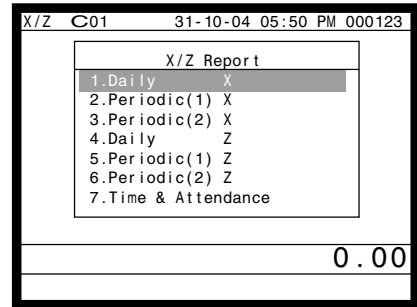 X/Z C01 31-10-04 05:50 PM 000123
X/Z Report
1.Daily X
2.Periodic(1) X
3.Periodic(2) X
4.Daily Z
5.Periodic(1) Z
6.Periodic(2) Z
7.Time & Attendance
0.00